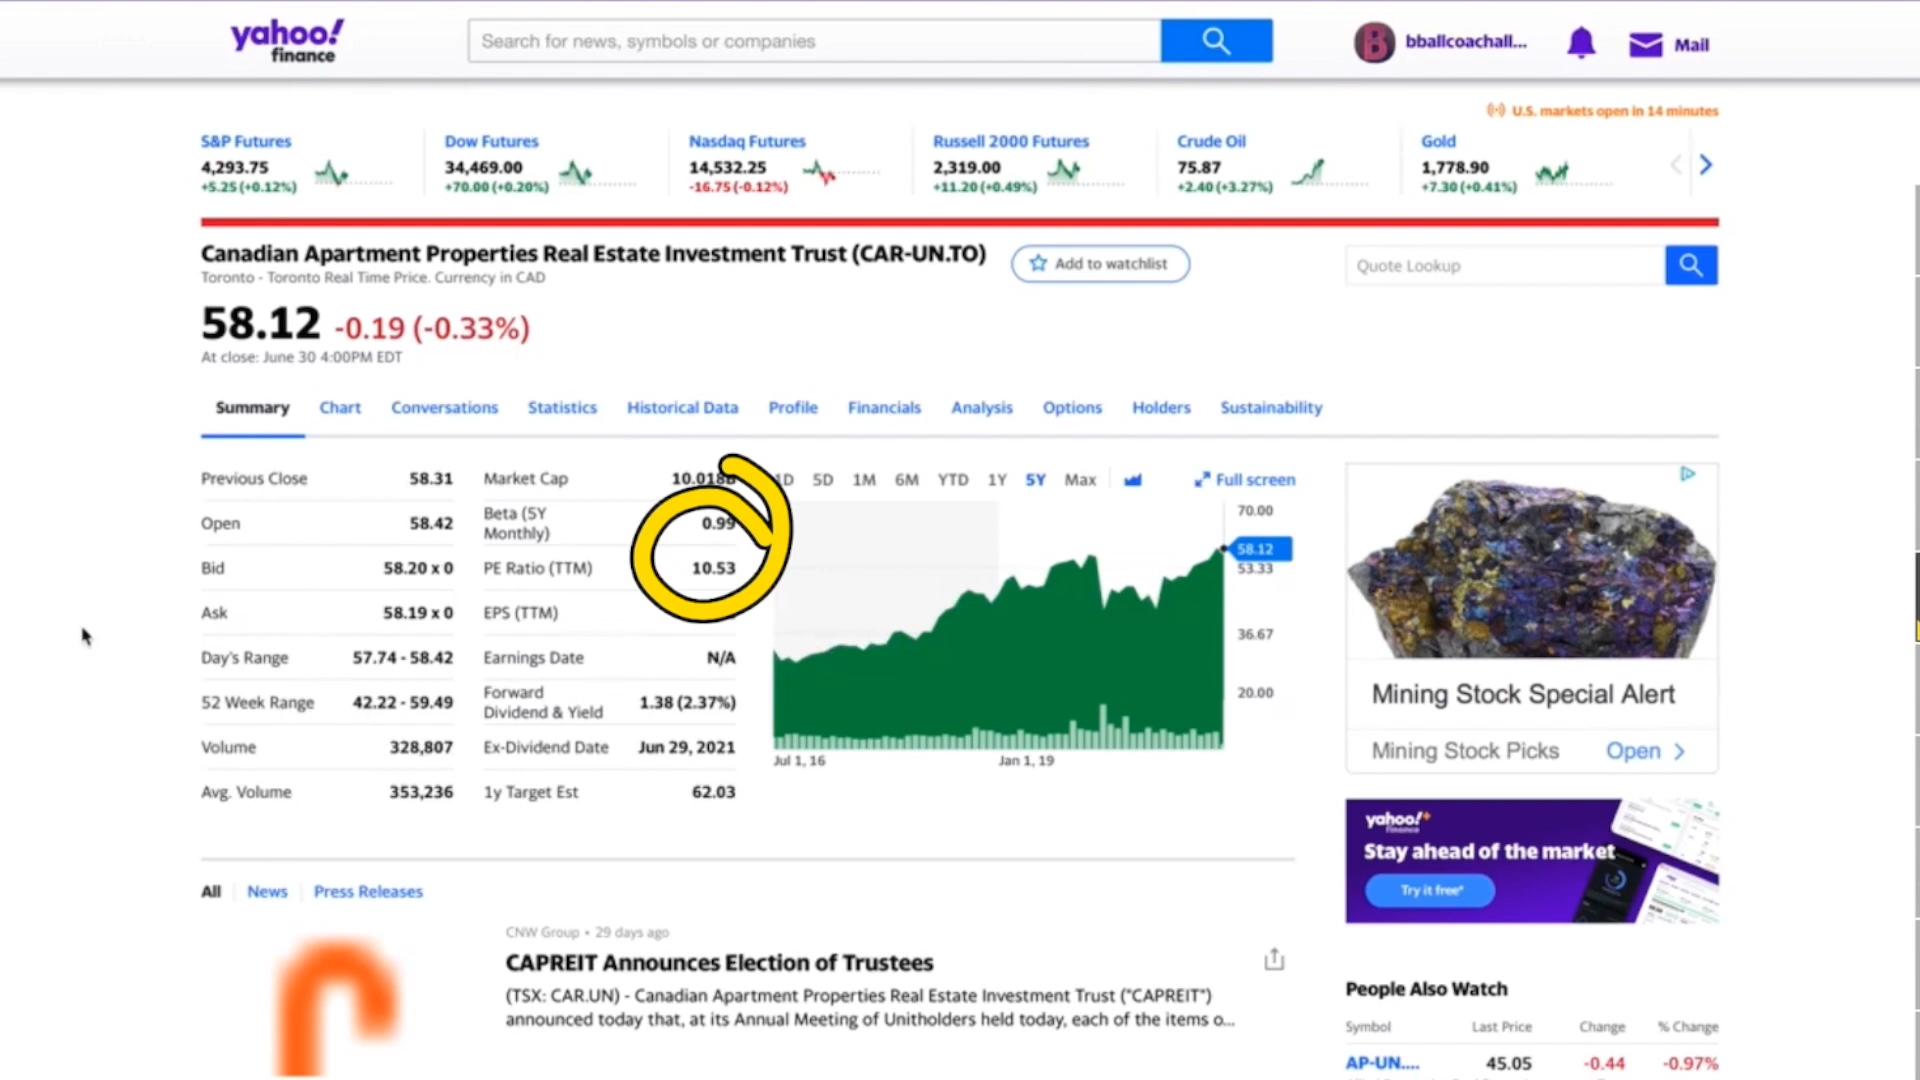 yahoo!
finance
Search for news, symbols or companies
bballcoachall...
Mail
U.S. markets open in 14 minutes
S&P Futures
4,293.75
+5.25 (+0.12%)
Dow Futures
34,469.00
+70.00 (+0.20%)
Nasdaq Futures
14,532.25
-16.75 (-0.12%)
Russell 2000 Futures
2,319.00
+11.20 (+0.49%)
Crude Oil
75.87
+2.40 (+3.27%)
Gold
1,778.90
+7.30 (+0.41%)
Canadian Apartment Properties Real Estate Investment Trust (CAR-UN.TO)
Toronto - Toronto Real Time Price. Currency in CAD
Add to watchlist
Quote Lookup
58.12 -0.19 (-0.33%)
At close: June 30 4:00PM EDT
Summary Chart Conversations Statistics Historical Data Profile Financials Analysis Options Holders Sustainability
Previous Close 58.31
Open 58.42
Bid 58.20 x 0
Ask 58.19 x 0
Day's Range 57.74 - 58.42
52 Week Range 42.22 - 59.49
Volume 328,807
Avg. Volume 353,236
Market Cap 10.018B
Beta (5Y
Monthly) 0.99
PE Ratio (TTM) 10.53
EPS (TTM)
Earnings Date N/A
Forward
Dividend & Yield 1.38 (2.37%)
Ex-Dividend Date Jun 29, 2021
1y Target Est 62.03
1D 5D 1M 6M YTD 1Y 5Y Max Full screen
70.00
58.12
53.33
36.67
20.00
Jul 1, 16 Jan 1, 19
Mining Stock Special Alert
Mining Stock Picks Open
yahoo!+
finance
Stay ahead of the market
Try it free*
All News Press Releases
CNW Group • 29 days ago
CAPREIT Announces Election of Trustees
(TSX: CAR.UN) - Canadian Apartment Properties Real Estate Investment Trust ("CAPREIT")
announced today that, at its Annual Meeting of Unitholders held today, each of the items o...
People Also Watch
Symbol Last Price Change % Change
AP-UN.... 45.05 -0.44 -0.97%